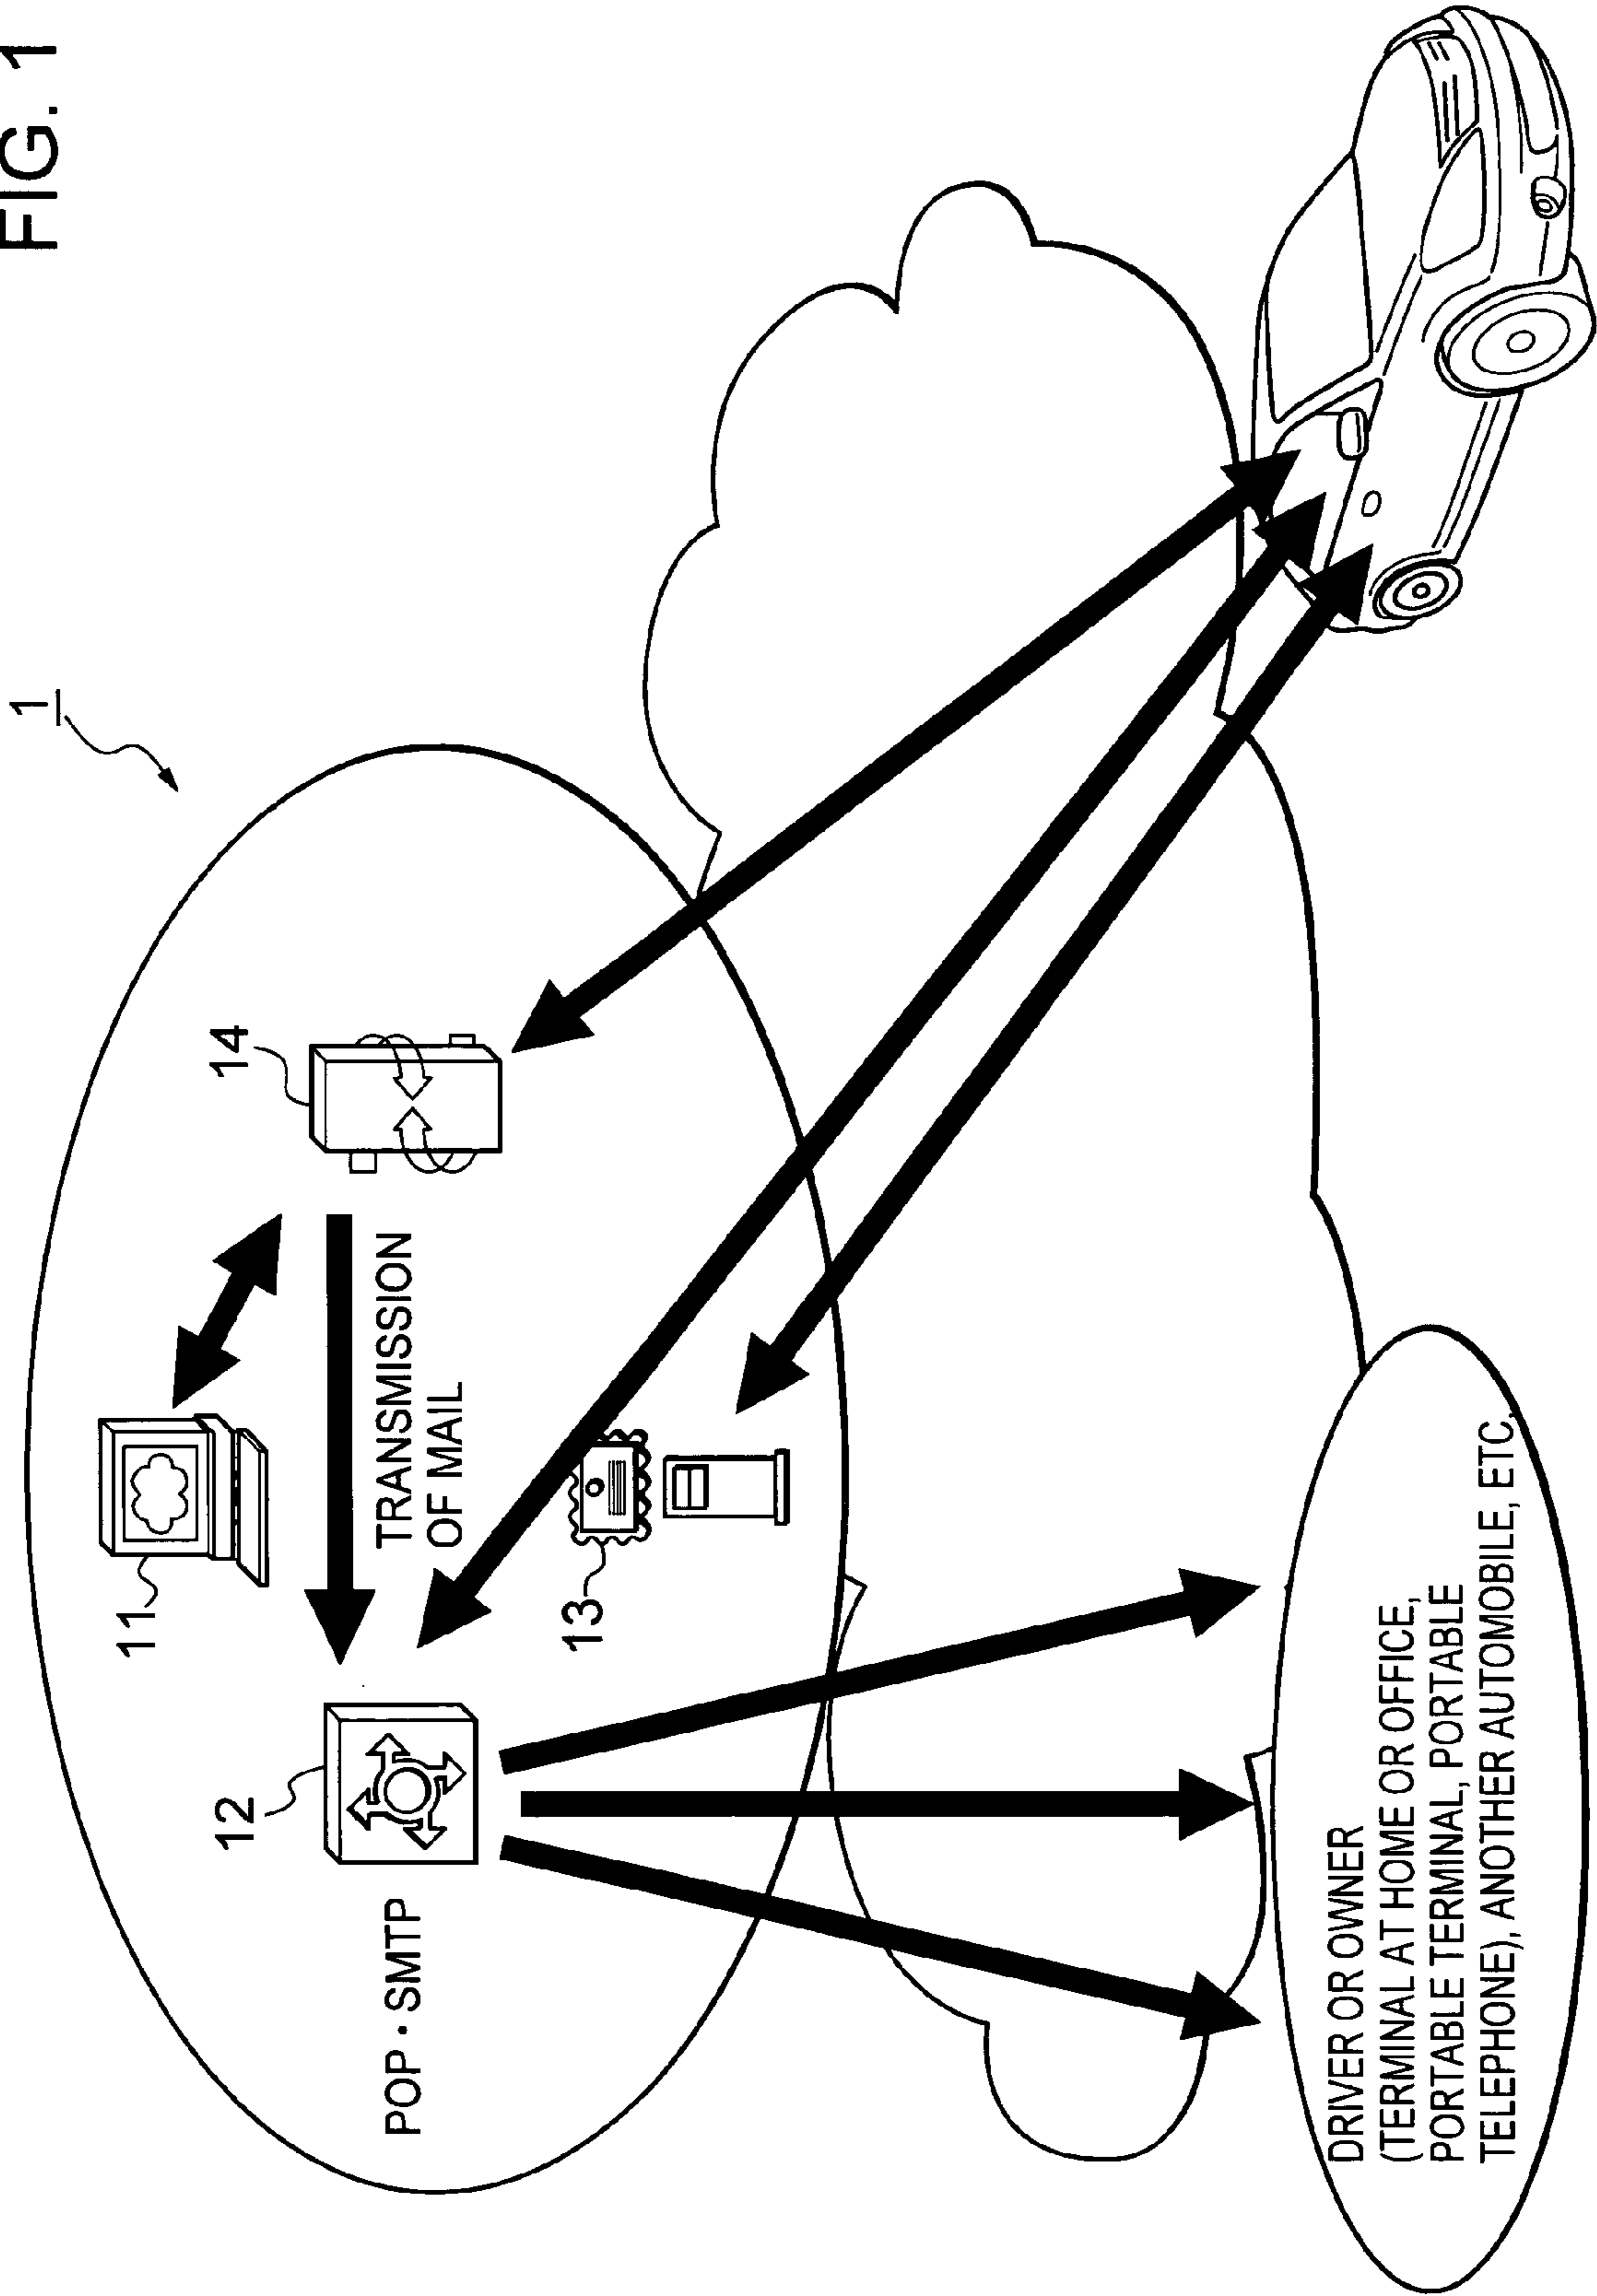 FIG. 1
1
11
14
12
TRANSMISSION
OF MAIL
POP・SMTP
13
DRIVER OR OWNER
(TERMINAL AT HOME OR OFFICE,
PORTABLE TERMINAL, PORTABLE
TELEPHONE), ANOTHER AUTOMOBILE, ETC.